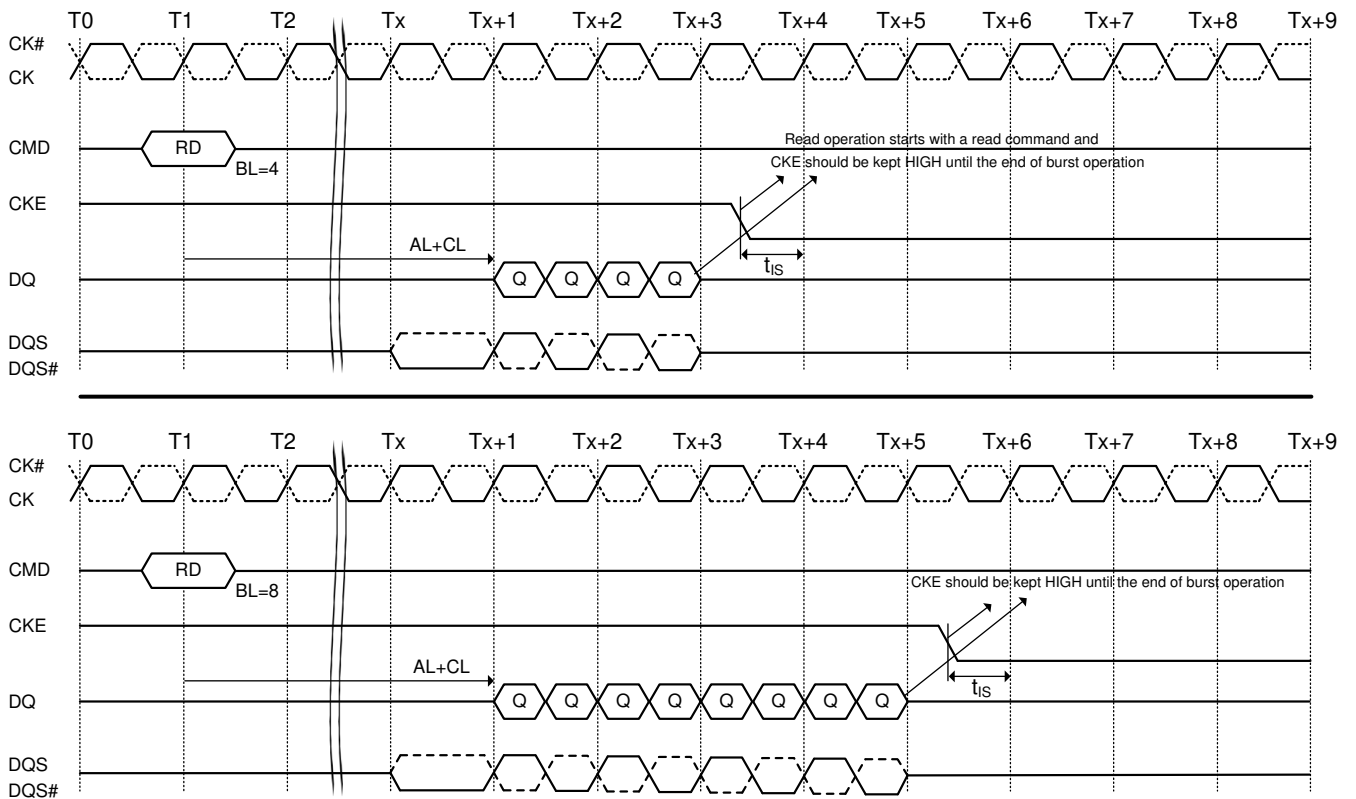 T0 T1 T2 Tx Tx+1 Tx+2 Tx+3 Tx+4 Tx+5 Tx+6 Tx+7 Tx+8 Tx+9
CK#
CK
Read operation starts with a read command and
CMD RD
CKE should be kept HIGH until the end of burst operation
BL=4
CKE
AL+CL
tIS
DQ Q Q Q Q
DQS
DQS#
T0 T1 T2 Tx Tx+1 Tx+2 Tx+3 Tx+4 Tx+5 Tx+6 Tx+7 Tx+8 Tx+9
CK#
CK
CMD RD
CKE should be kept HIGH until the end of burst operation
BL=8
CKE
AL+CL
tIS
DQ Q Q Q Q Q Q Q Q
DQS
DQS#